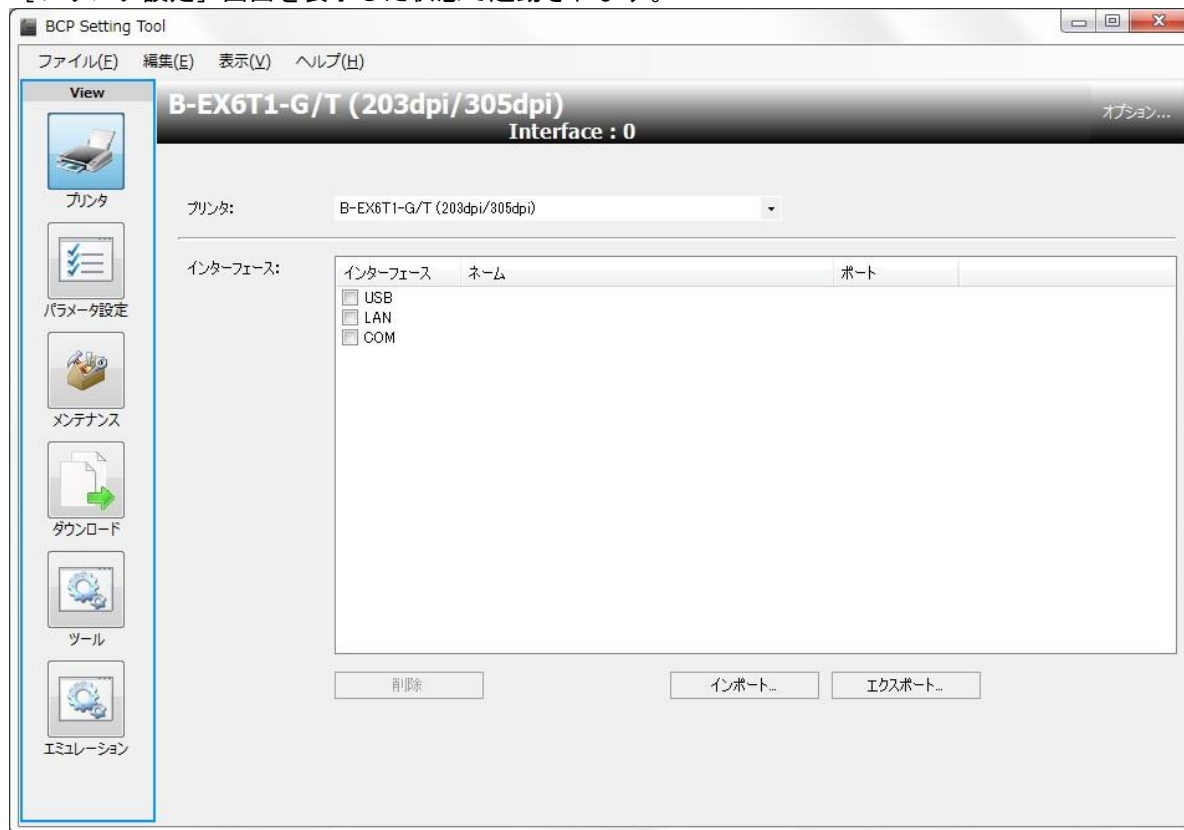 BCP Setting Tool
ファイル(F) 編集(E) 表示(V) ヘルプ(H)
View
B-EX6T1-G/T (203dpi/305dpi)
Interface : 0
オプション...
プリンタ
プリンタ: B-EX6T1-G/T (203dpi/305dpi)
パラメータ設定
インターフェース:
インターフェース ネーム ポート
USB
LAN
COM
メンテナンス
ダウンロード
ツール
エミュレーション
削除 インポート... エクスポート...